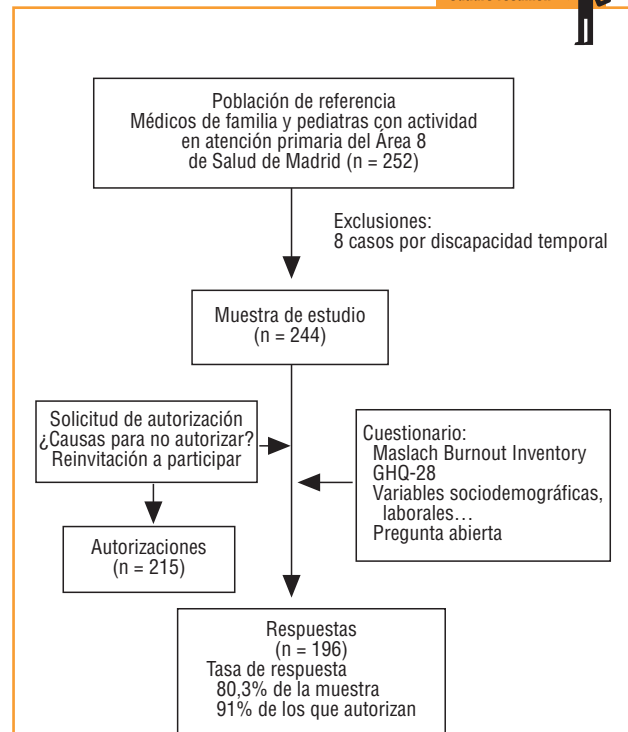 Población de referencia
Médicos de familia y pediatras con actividad
en atención primaria del Área 8
de Salud de Madrid (n = 252)
Exclusiones:
8 casos por discapacidad temporal
Muestra de estudio
(n = 244)
Solicitud de autorización
¿Causas para no autorizar?
Reinvitación a participar
Cuestionario:
Maslach Burnout Inventory
GHQ-28
Variables sociodemográficas,
laborales…
Pregunta abierta
Autorizaciones
(n = 215)
Respuestas
(n = 196)
Tasa de respuesta
80,3% de la muestra
91% de los que autorizan